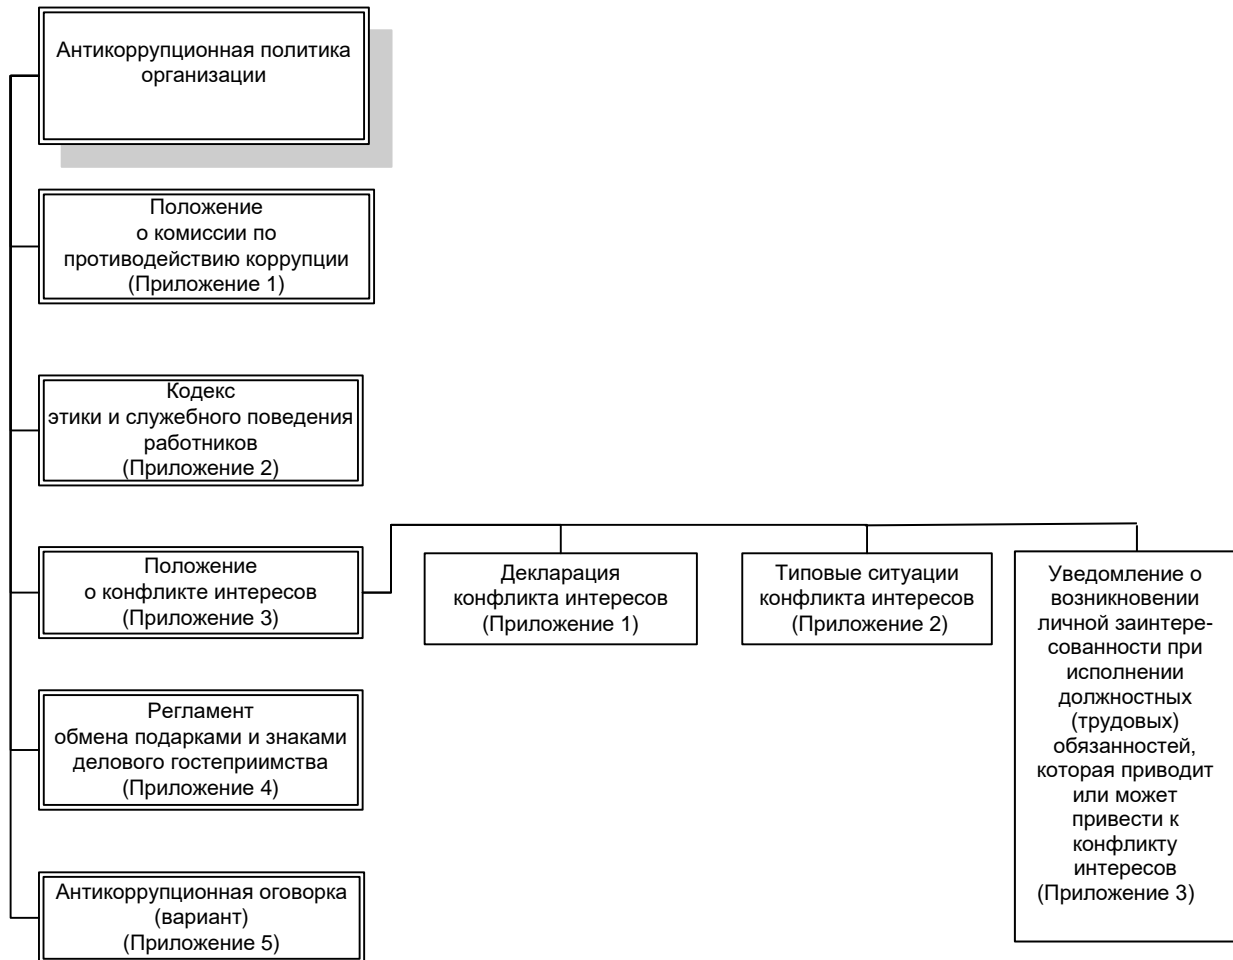 Антикоррупционная политика
организации
Положение
о комиссии по
противодействию коррупции
(Приложение 1)
Кодекс
этики и служебного поведения
работников
(Приложение 2)
Положение
о конфликте интересов
(Приложение 3)
Декларация
конфликта интересов
(Приложение 1)
Типовые ситуации
конфликта интересов
(Приложение 2)
Уведомление о
возникновении
личной заинтере-
сованности при
исполнении
должностных
(трудовых)
обязанностей,
которая приводит
или может
привести к
конфликту
интересов
(Приложение 3)
Регламент
обмена подарками и знаками
делового гостеприимства
(Приложение 4)
Антикоррупционная оговорка
(вариант)
(Приложение 5)